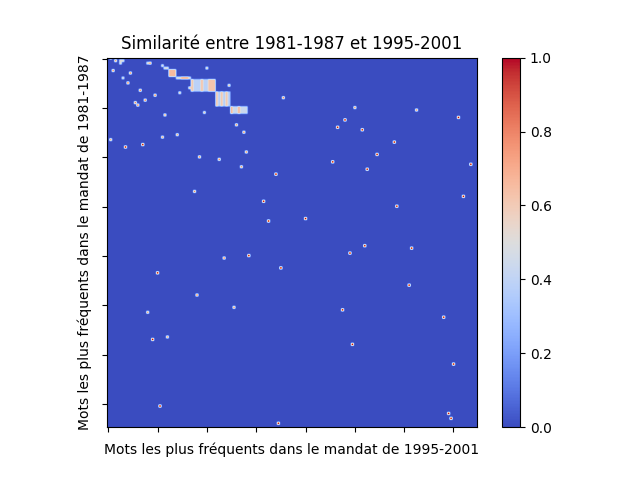 Similarité entre 1981-1987 et 1995-2001
Mots les plus fréquents dans le mandat de 1981-1987
1.0
0.8
0.6
0.4
0.2
0.0
Mots les plus fréquents dans le mandat de 1995-2001